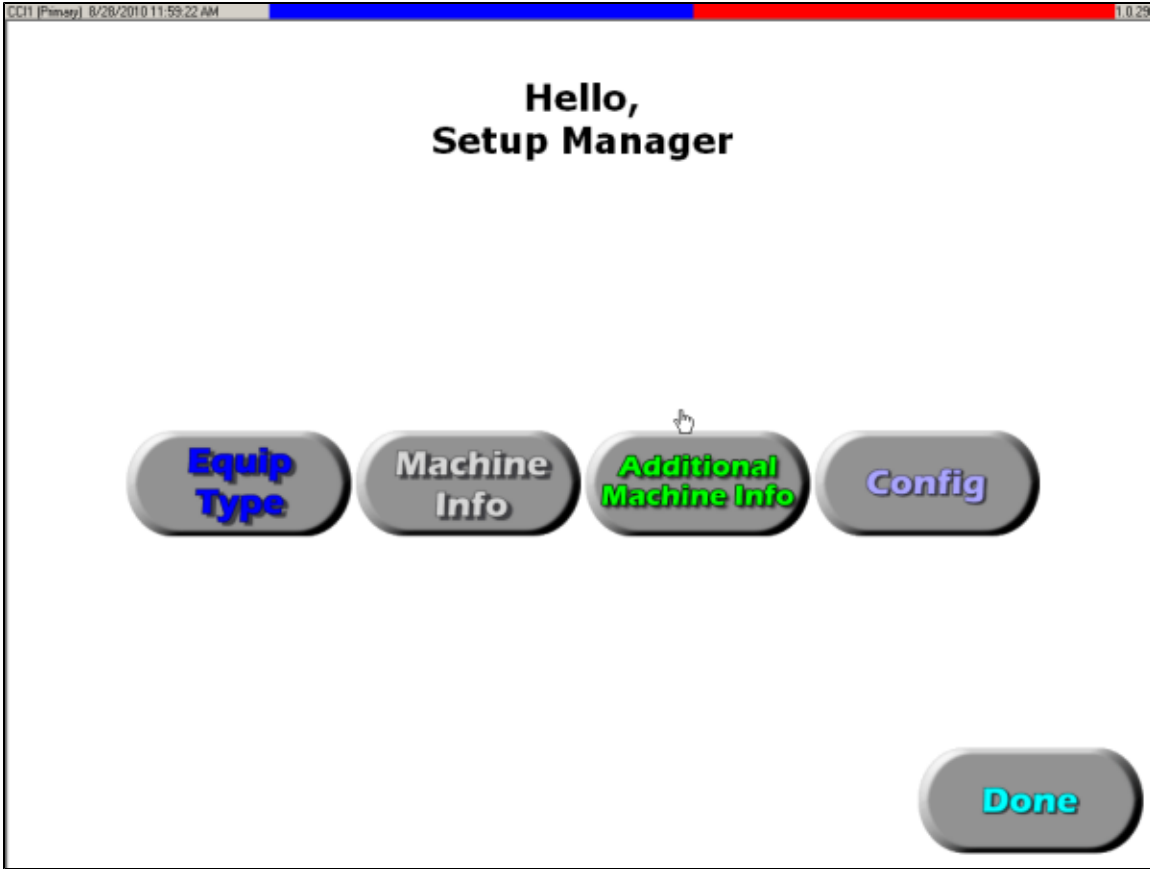 CCI1 (Primary) 8/28/2010 11:59:22 AM
1.0.29
Hello,
Setup Manager
Equip
Type
Machine
Info
Additional
Machine Info
Config
Done